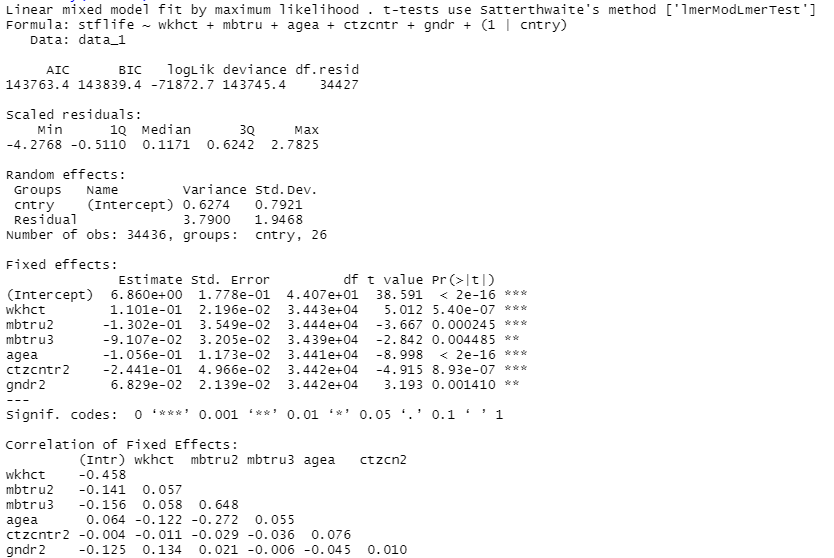 Linear mixed model fit by maximum likelihood . t-tests use Satterthwaite's method ['lmerModLmerTest']
Formula: stflife ~ wkhct + mbtru + agea + ctzcntr + gndr + (1 | cntry)
   Data: data_1

     AIC      BIC   logLik deviance df.resid
143763.4 143839.4 -71872.7 143745.4    34427

Scaled residuals:
    Min      1Q  Median      3Q     Max
-4.2768 -0.5110  0.1171  0.6242  2.7825

Random effects:
 Groups   Name        Variance Std.Dev.
 cntry    (Intercept) 0.6274   0.7921
 Residual             3.7900   1.9468
Number of obs: 34436, groups:  cntry, 26

Fixed effects:
              Estimate Std. Error         df t value Pr(>|t|)
(Intercept)  6.860e+00  1.778e-01  4.407e+01  38.591  < 2e-16 ***
wkhct        1.101e-01  2.196e-02  3.443e+04   5.012 5.40e-07 ***
mbtru2      -1.302e-01  3.549e-02  3.444e+04  -3.667 0.000245 ***
mbtru3      -9.107e-02  3.205e-02  3.439e+04  -2.842 0.004485 **
agea        -1.056e-01  1.173e-02  3.441e+04  -8.998  < 2e-16 ***
ctzcntr2    -2.441e-01  4.966e-02  3.442e+04  -4.915 8.93e-07 ***
gndr2        6.829e-02  2.139e-02  3.442e+04   3.193 0.001410 **
---
Signif. codes:  0 ‘***’ 0.001 ‘**’ 0.01 ‘*’ 0.05 ‘.’ 0.1 ‘ ’ 1

Correlation of Fixed Effects:
         (Intr) wkhct  mbtru2 mbtru3 agea   ctzcn2
wkhct    -0.458
mbtru2   -0.141  0.057
mbtru3   -0.156  0.058  0.648
agea      0.064 -0.122 -0.272  0.055
ctzcntr2 -0.004 -0.011 -0.029 -0.036  0.076
gndr2    -0.125  0.134  0.021 -0.006 -0.045  0.010